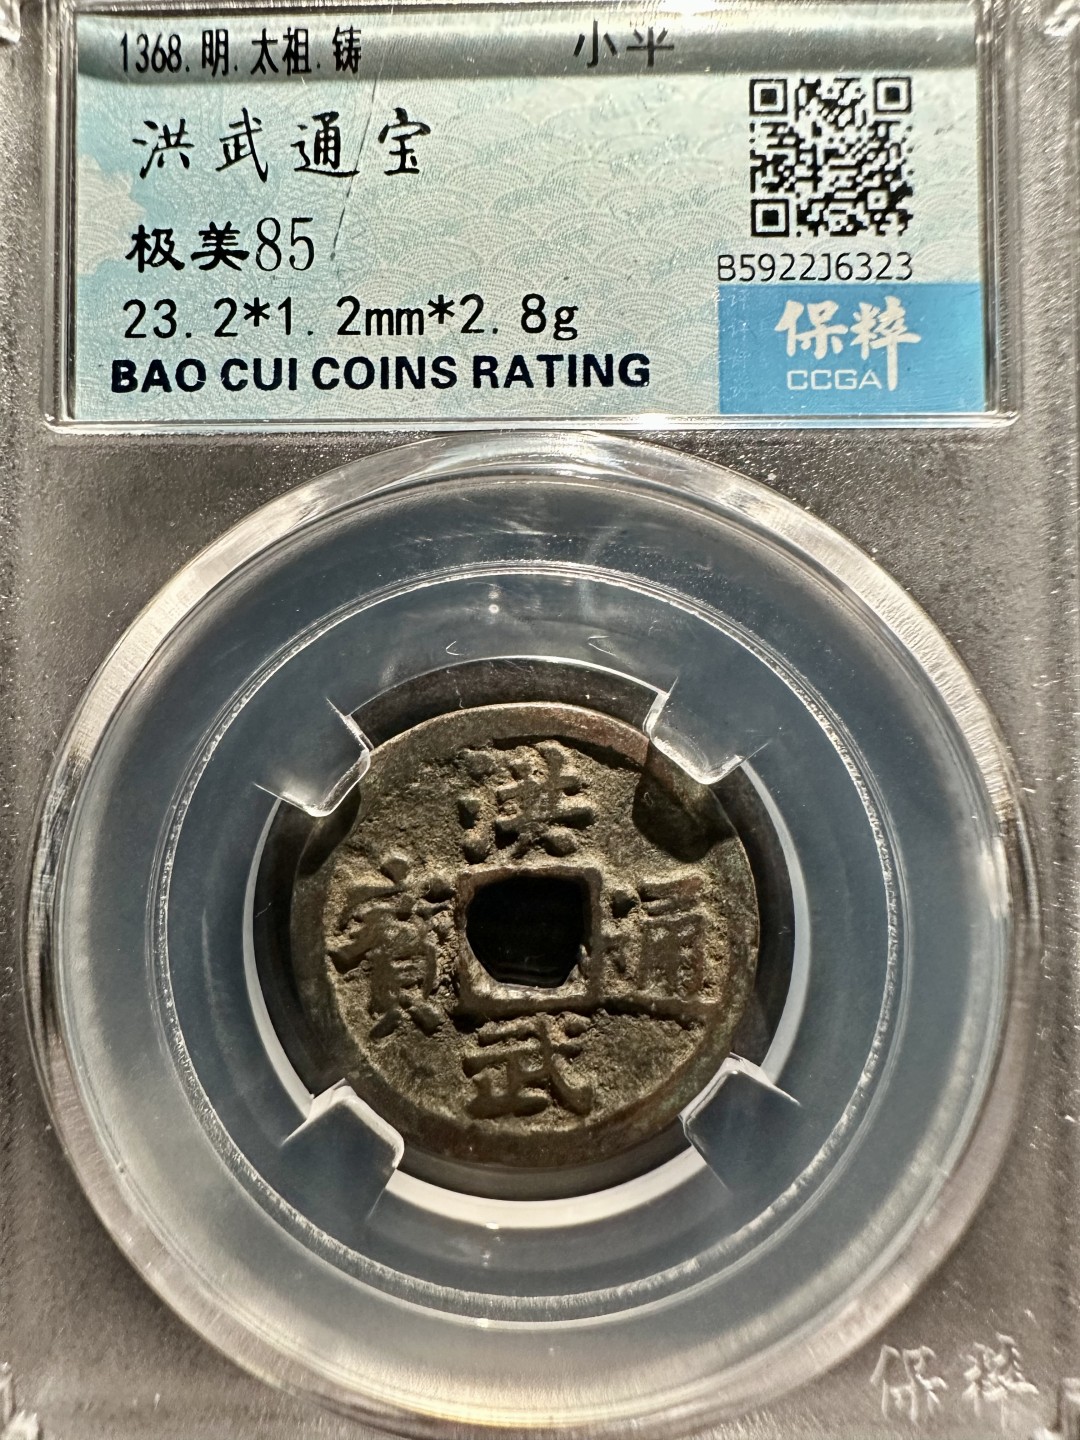 1368.明.太祖.铸 小平
洪武通宝
极美85
23.2*1.2mm*2.8g
BAO CUI COINS RATING
B5922J6323
保粹
CCGA
洪武通寳
保粹